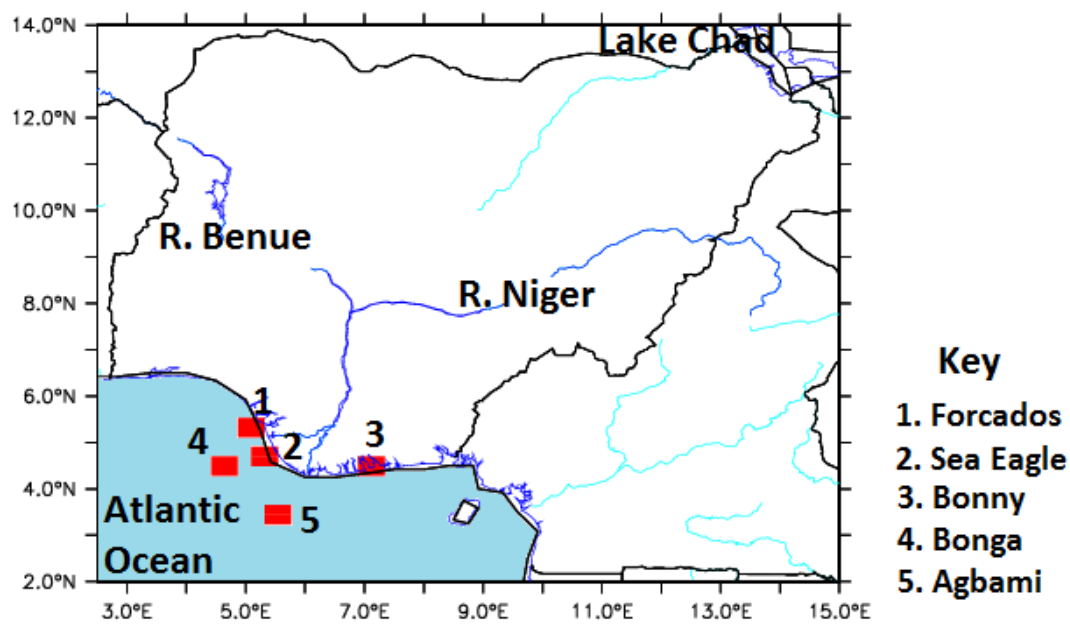 14.0°N
Lake Chad
12.0°N
10.0°N
R. Benue
8.0°N
R. Niger
6.0°N
1
4
2
3
4.0°N
Atlantic
5
Ocean
2.0°N
3.0°E 5.0°E 7.0°E 9.0°E 11.0°E 13.0°E 15.0°E
Key
1. Forcados
2. Sea Eagle
3. Bonny
4. Bonga
5. Agbami